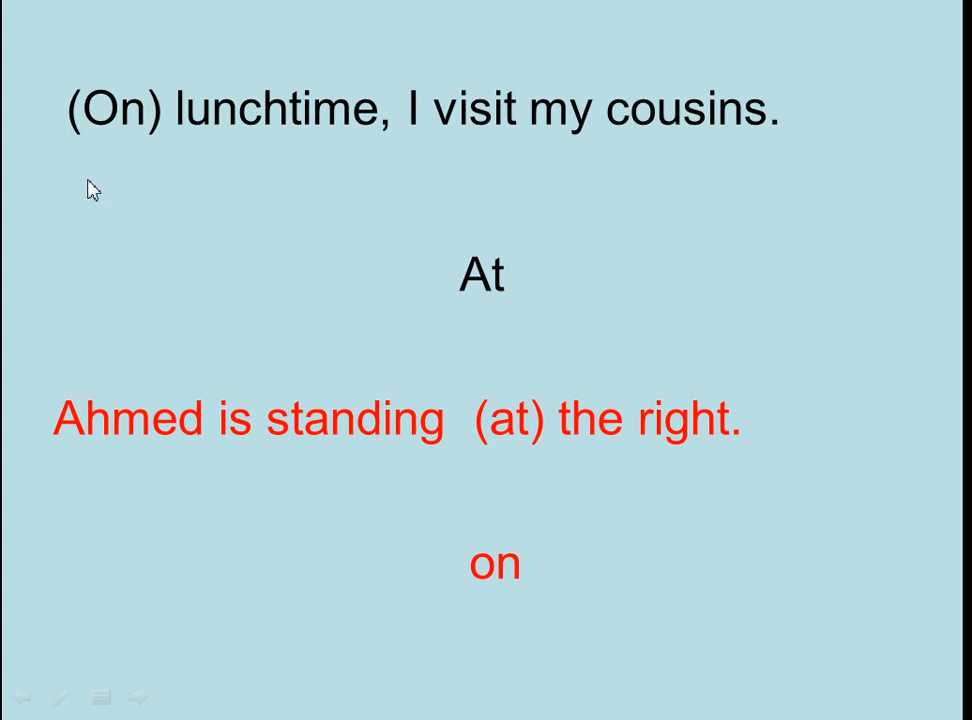 (On) lunchtime, I visit my cousins.
At
Ahmed is standing (at) the right.
on